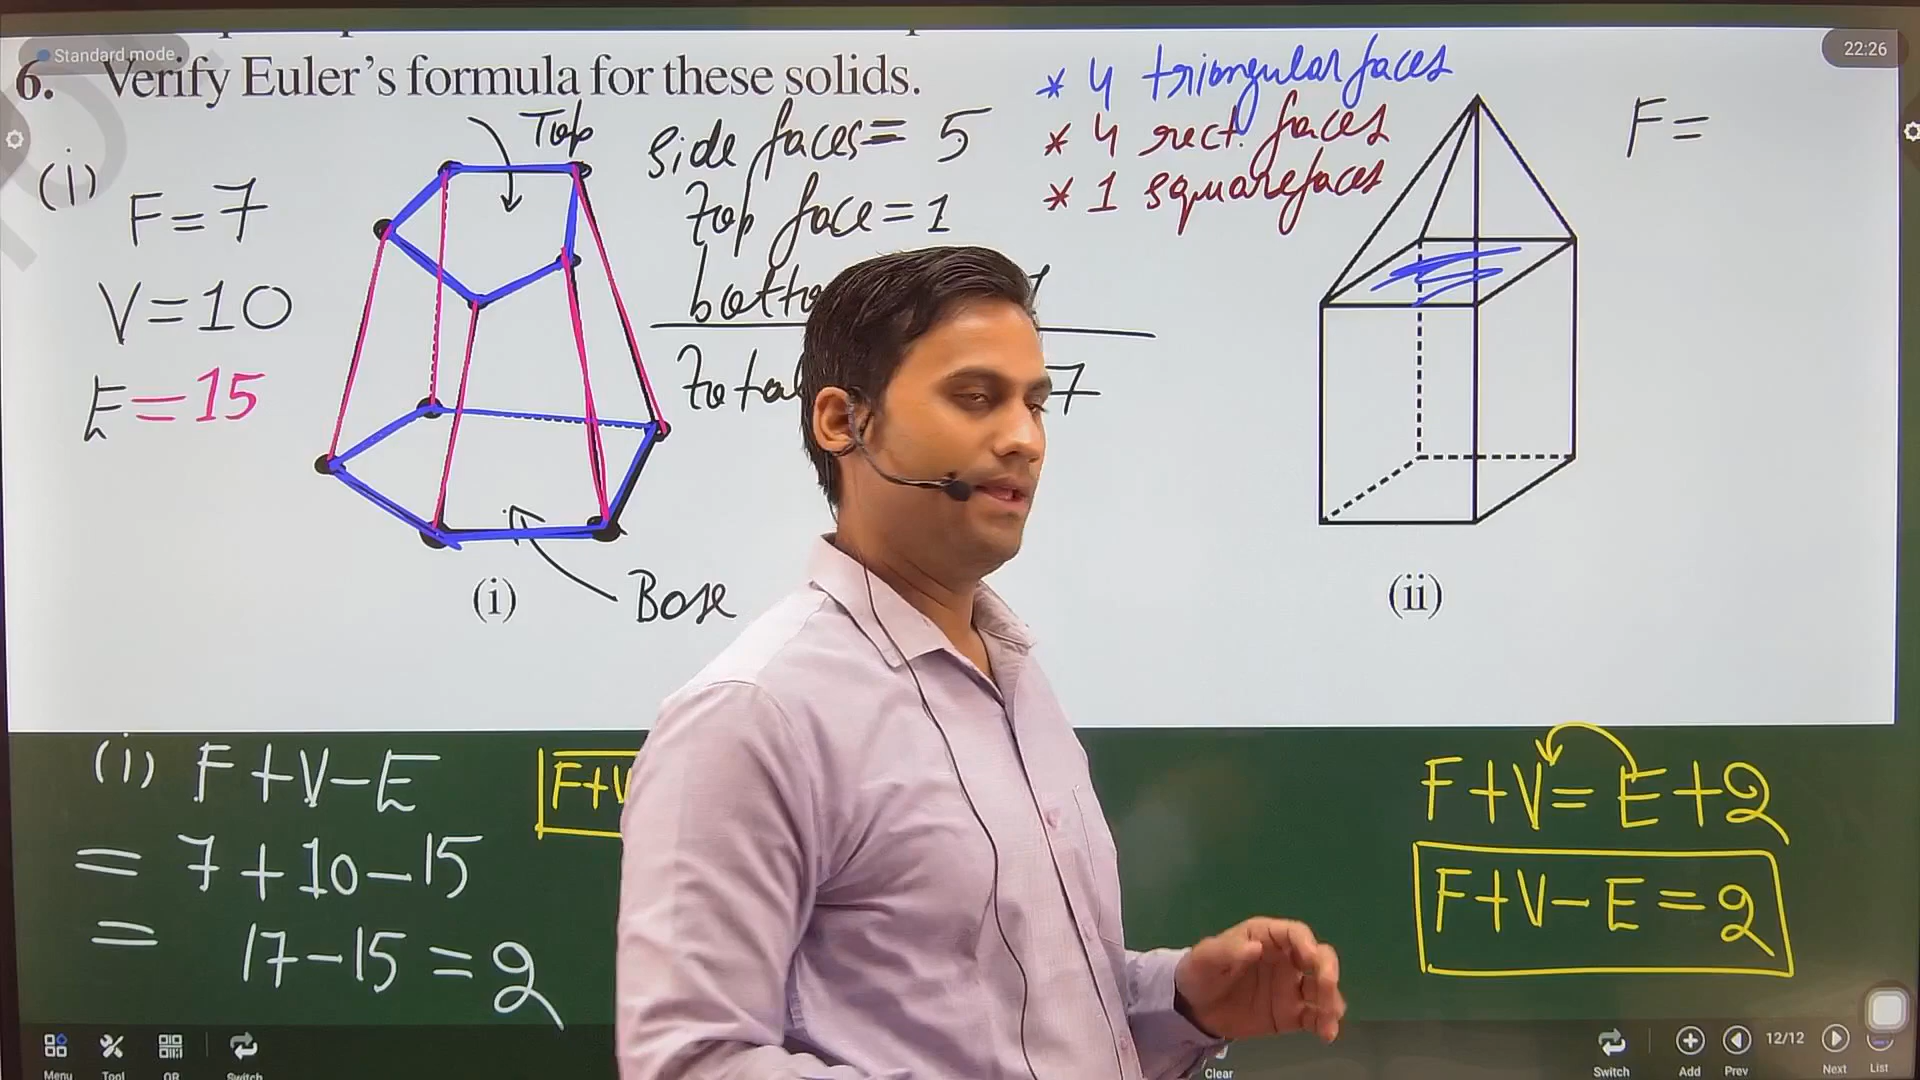 Standard mode
22:26
6. Verify Euler's formula for these solids.
* 4 triangular faces
* 4 rect. faces
* 1 square faces
F=
(i)
F=7
V=10
E=15
Top
side faces= 5
Top face=1
7
(i)
Base
(ii)
(i) F+V-E
= 7+10-15
= 17-15=2
F+V=E+2
F+V-E=2
Menu
Tool
QR
Switch
Clear
Switch
Add
Prev
12/12
Next
List